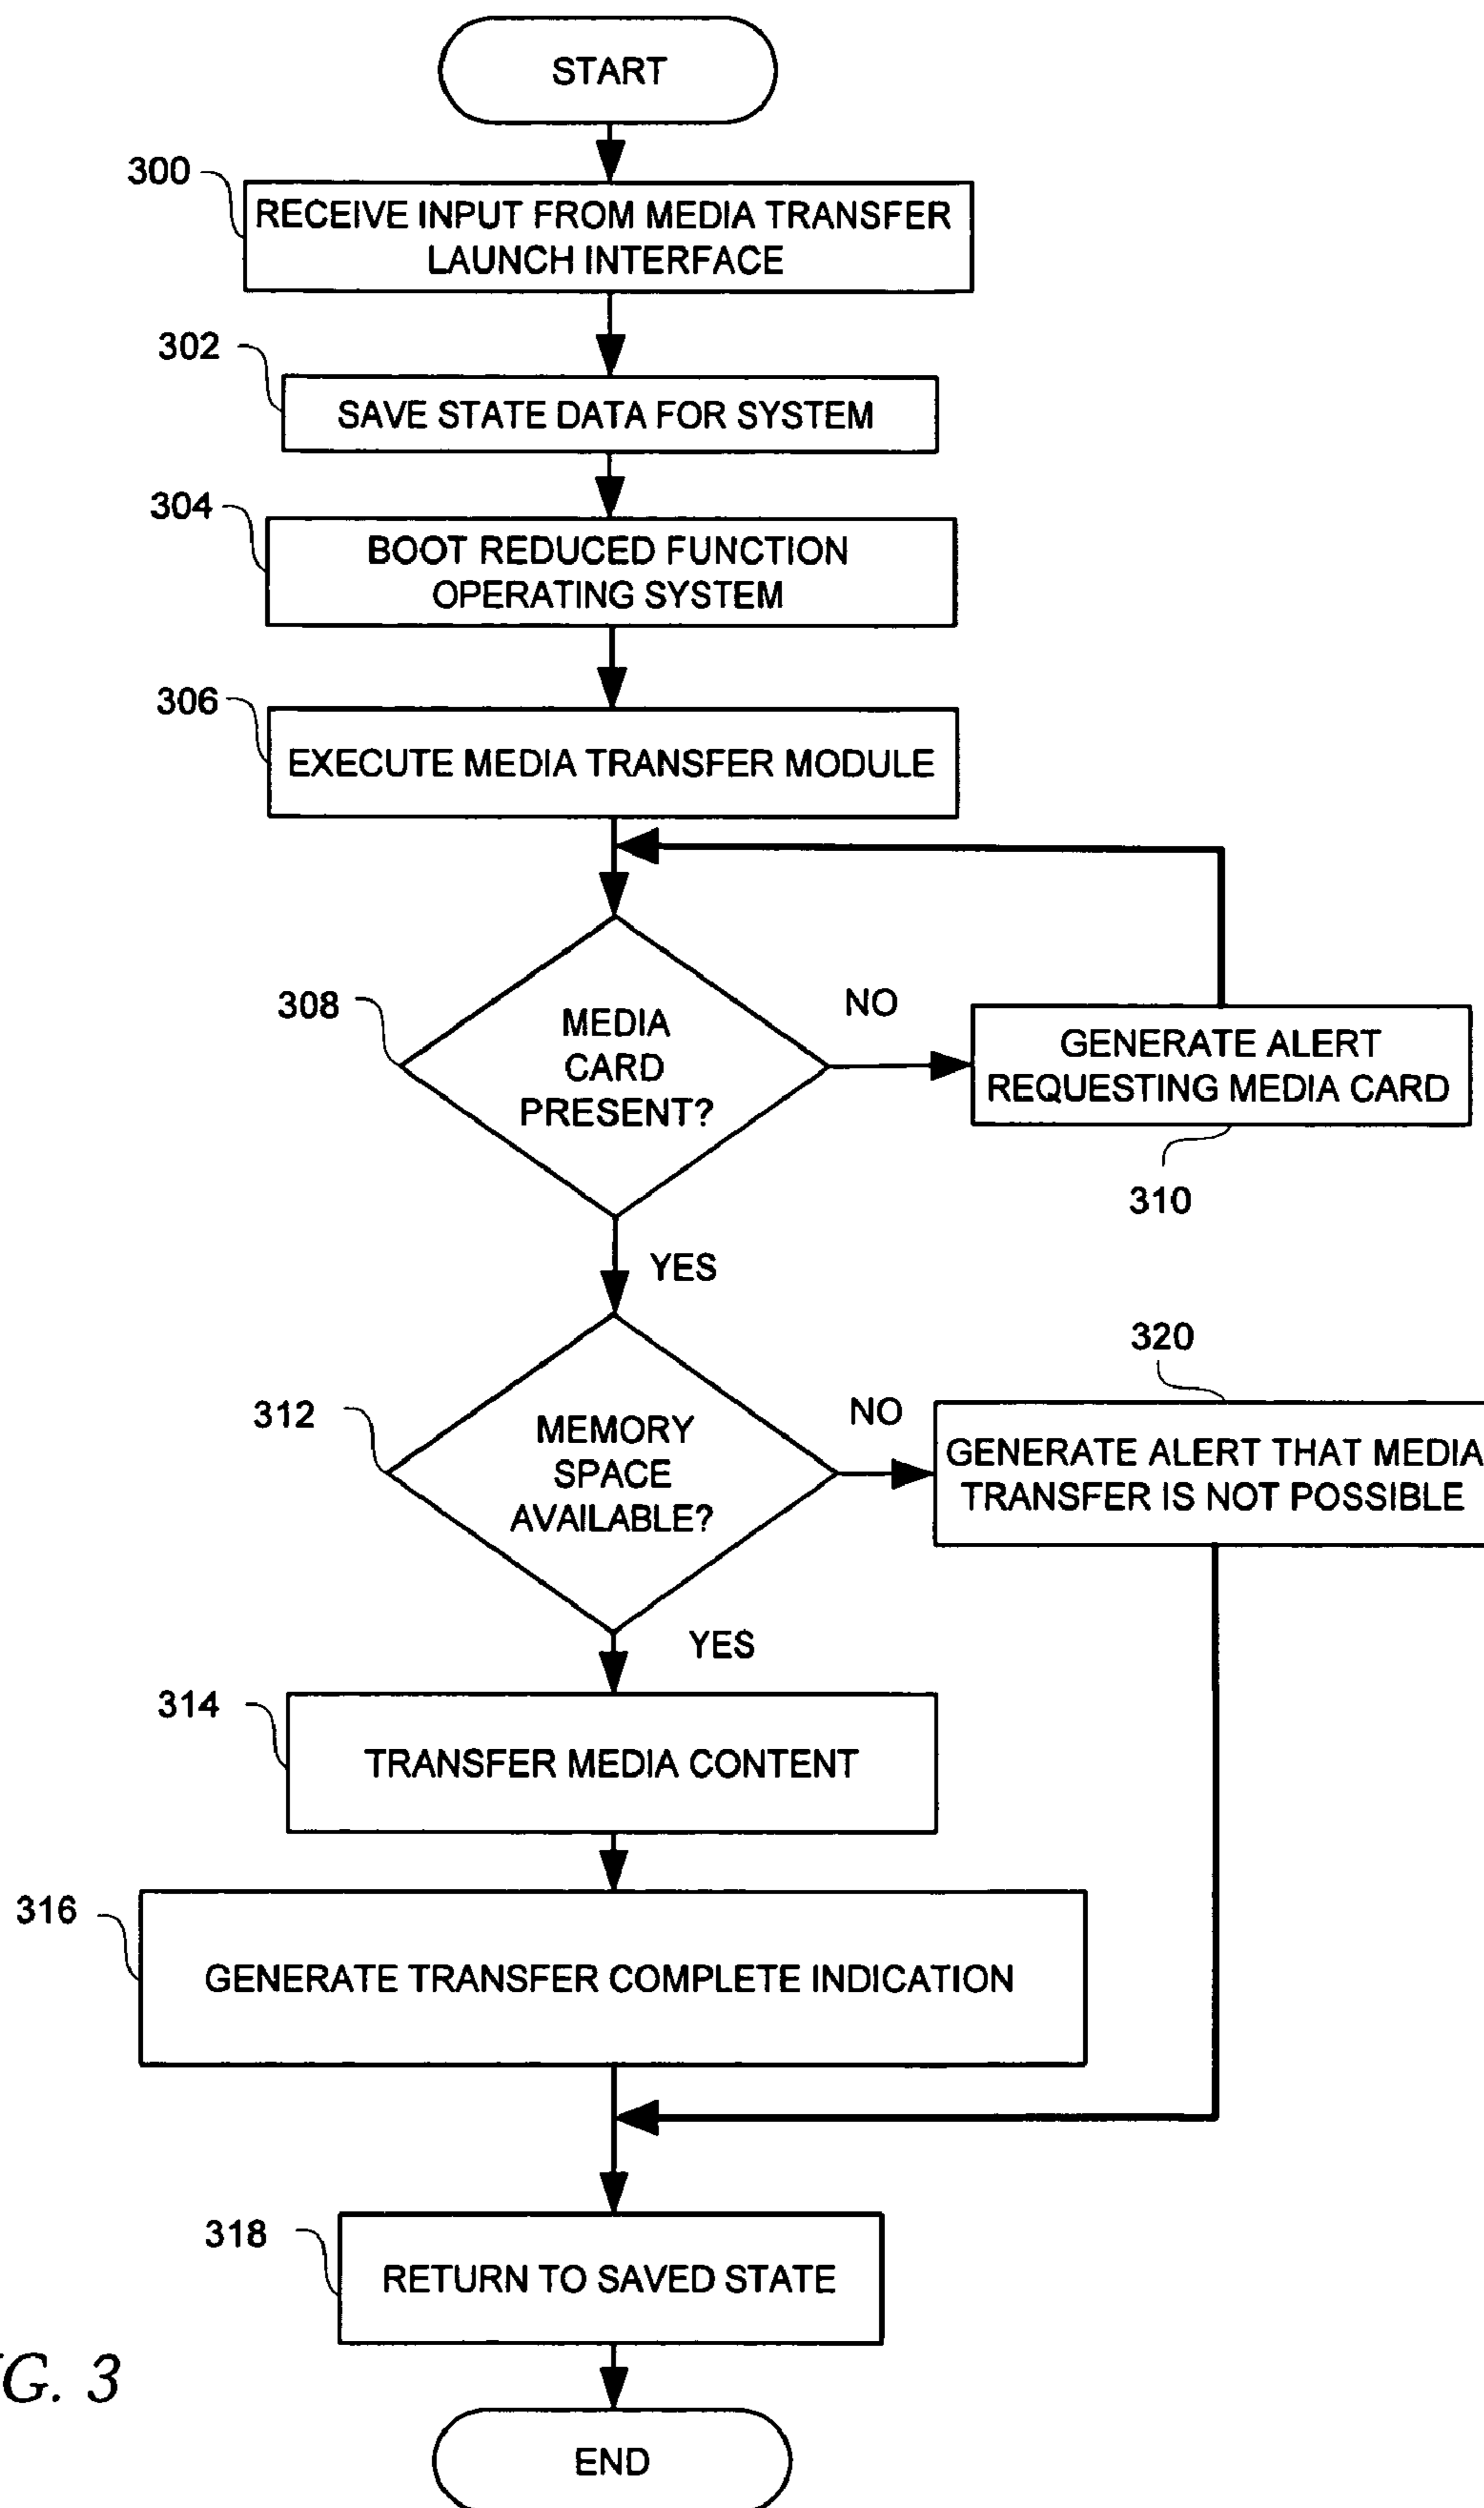 START
300
RECEIVE INPUT FROM MEDIA TRANSFER
LAUNCH INTERFACE
302
SAVE STATE DATA FOR SYSTEM
304
BOOT REDUCED FUNCTION
OPERATING SYSTEM
306
EXECUTE MEDIA TRANSFER MODULE
308
MEDIA
CARD
PRESENT?
NO
GENERATE ALERT
REQUESTING MEDIA CARD
310
YES
312
MEMORY
SPACE
AVAILABLE?
NO
320
GENERATE ALERT THAT MEDIA
TRANSFER IS NOT POSSIBLE
YES
314
TRANSFER MEDIA CONTENT
316
GENERATE TRANSFER COMPLETE INDICATION
318
RETURN TO SAVED STATE
G. 3
END